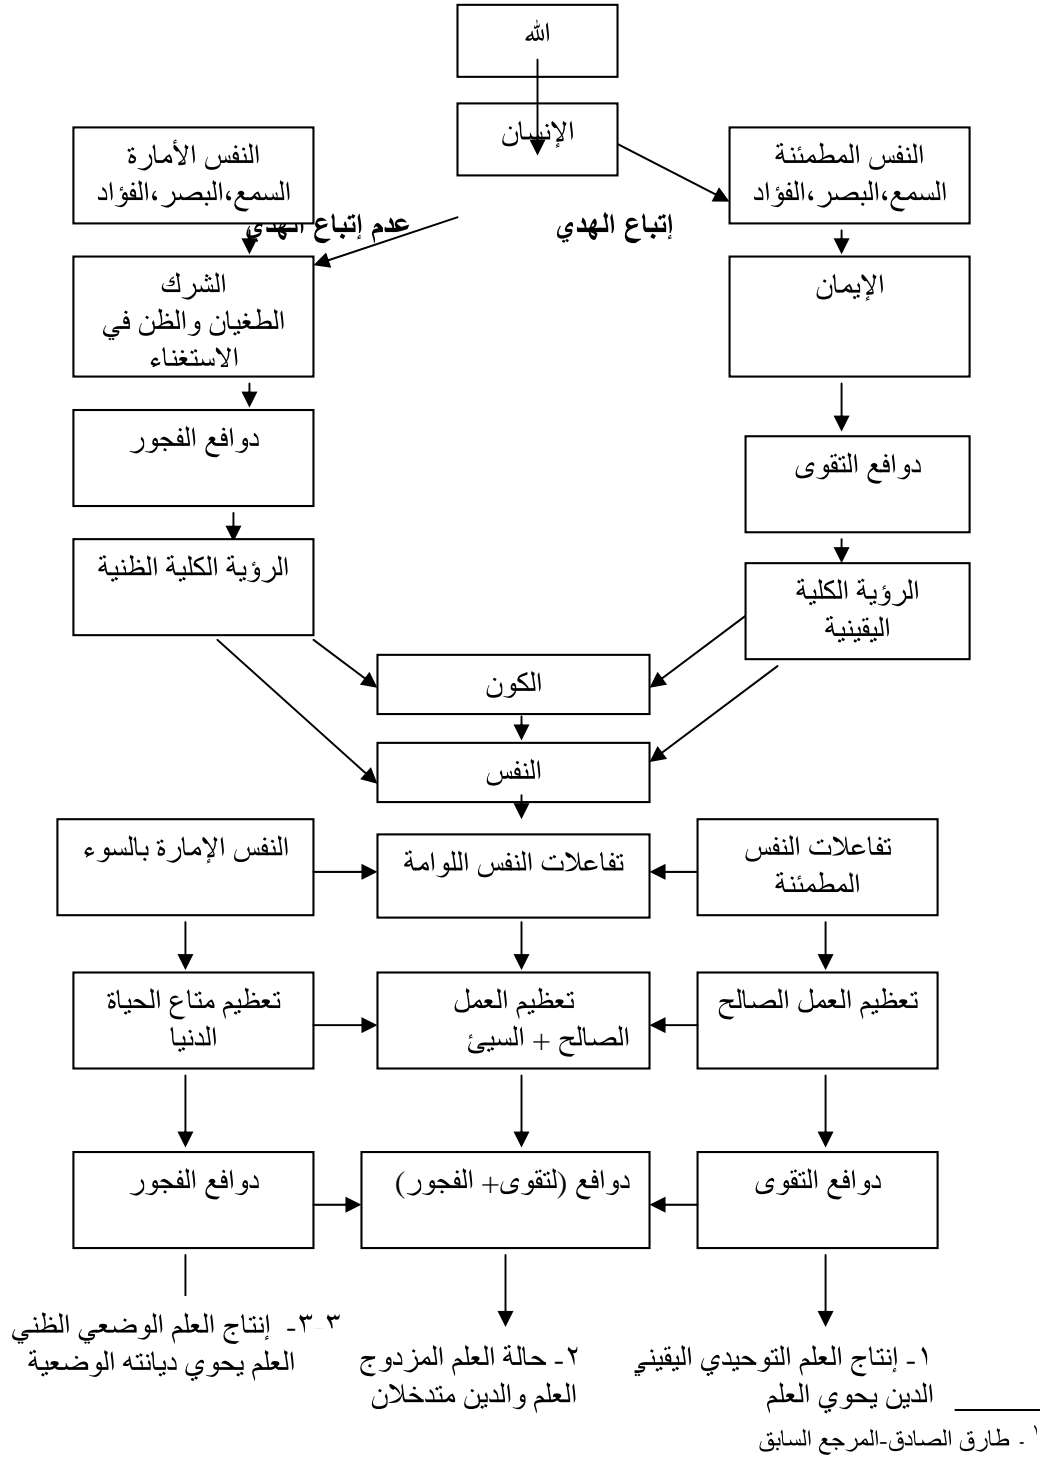 الله
الإنسان
النفس المطمئنة
السمع،البصر،الفؤاد
النفس الأمارة
السمع،البصر،الفؤاد
إتباع الهدي
عدم إتباع الهدي
الإيمان
الشرك
الطغيان والظن في
الاستغناء
دوافع التقوى
دوافع الفجور
الرؤية الكلية
اليقينية
الرؤية الكلية الظنية
الكون
النفس
تفاعلات النفس
المطمئنة
تفاعلات النفس اللوامة
النفس الإمارة بالسوء
تعظيم العمل الصالح
تعظيم العمل
الصالح + السيئ
تعظيم متاع الحياة
الدنيا
دوافع التقوى
دوافع (لتقوى+ الفجور)
دوافع الفجور
١- إنتاج العلم التوحيدي اليقيني
الدين يحوي العلم
٢- حالة العلم المزدوج
العلم والدين متدخلان
٣-٣- إنتاج العلم الوضعي الظني
العلم يحوي ديانته الوضعية
١ - طارق الصادق-المرجع السابق